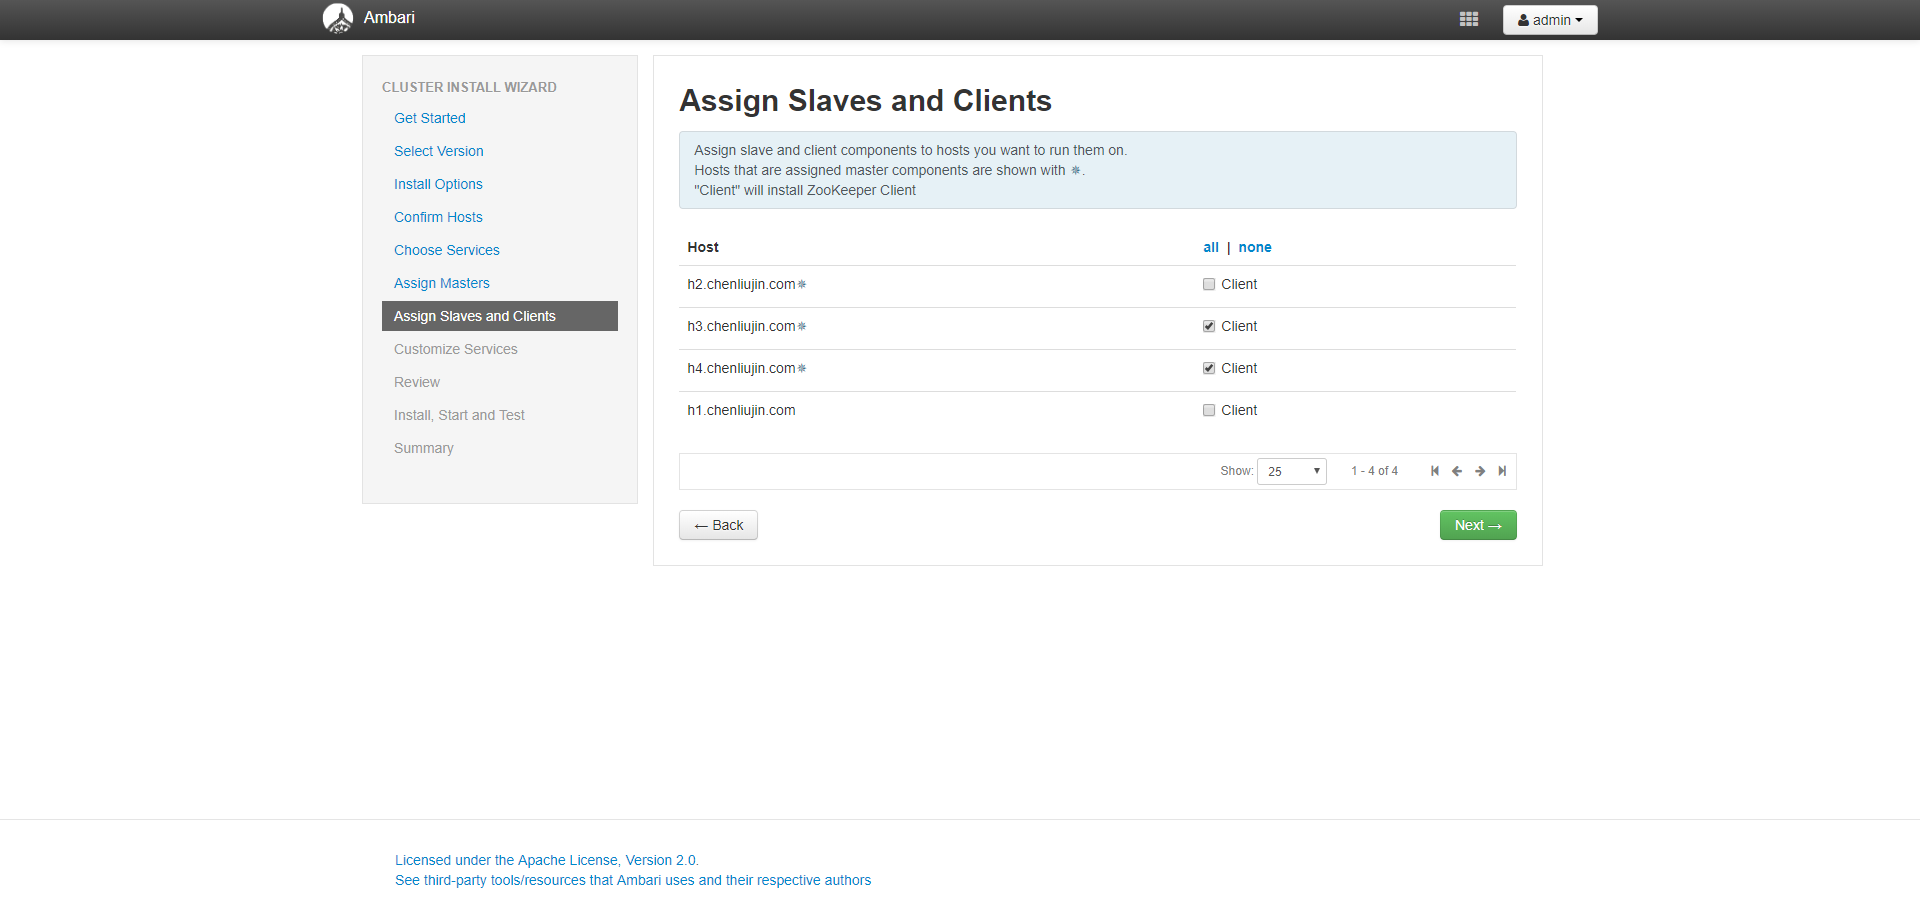 Ambari
admin
CLUSTER INSTALL WIZARD
Get Started
Select Version
Install Options
Confirm Hosts
Choose Services
Assign Masters
Assign Slaves and Clients
Customize Services
Review
Install, Start and Test
Summary
Assign Slaves and Clients
Assign slave and client components to hosts you want to run them on.
Hosts that are assigned master components are shown with ✵.
"Client" will install ZooKeeper Client
Host all | none
h2.chenliujin.com✵ Client
h3.chenliujin.com✵ Client
h4.chenliujin.com✵ Client
h1.chenliujin.com Client
Show: 25 1 - 4 of 4
← Back Next →
Licensed under the Apache License, Version 2.0.
See third-party tools/resources that Ambari uses and their respective authors